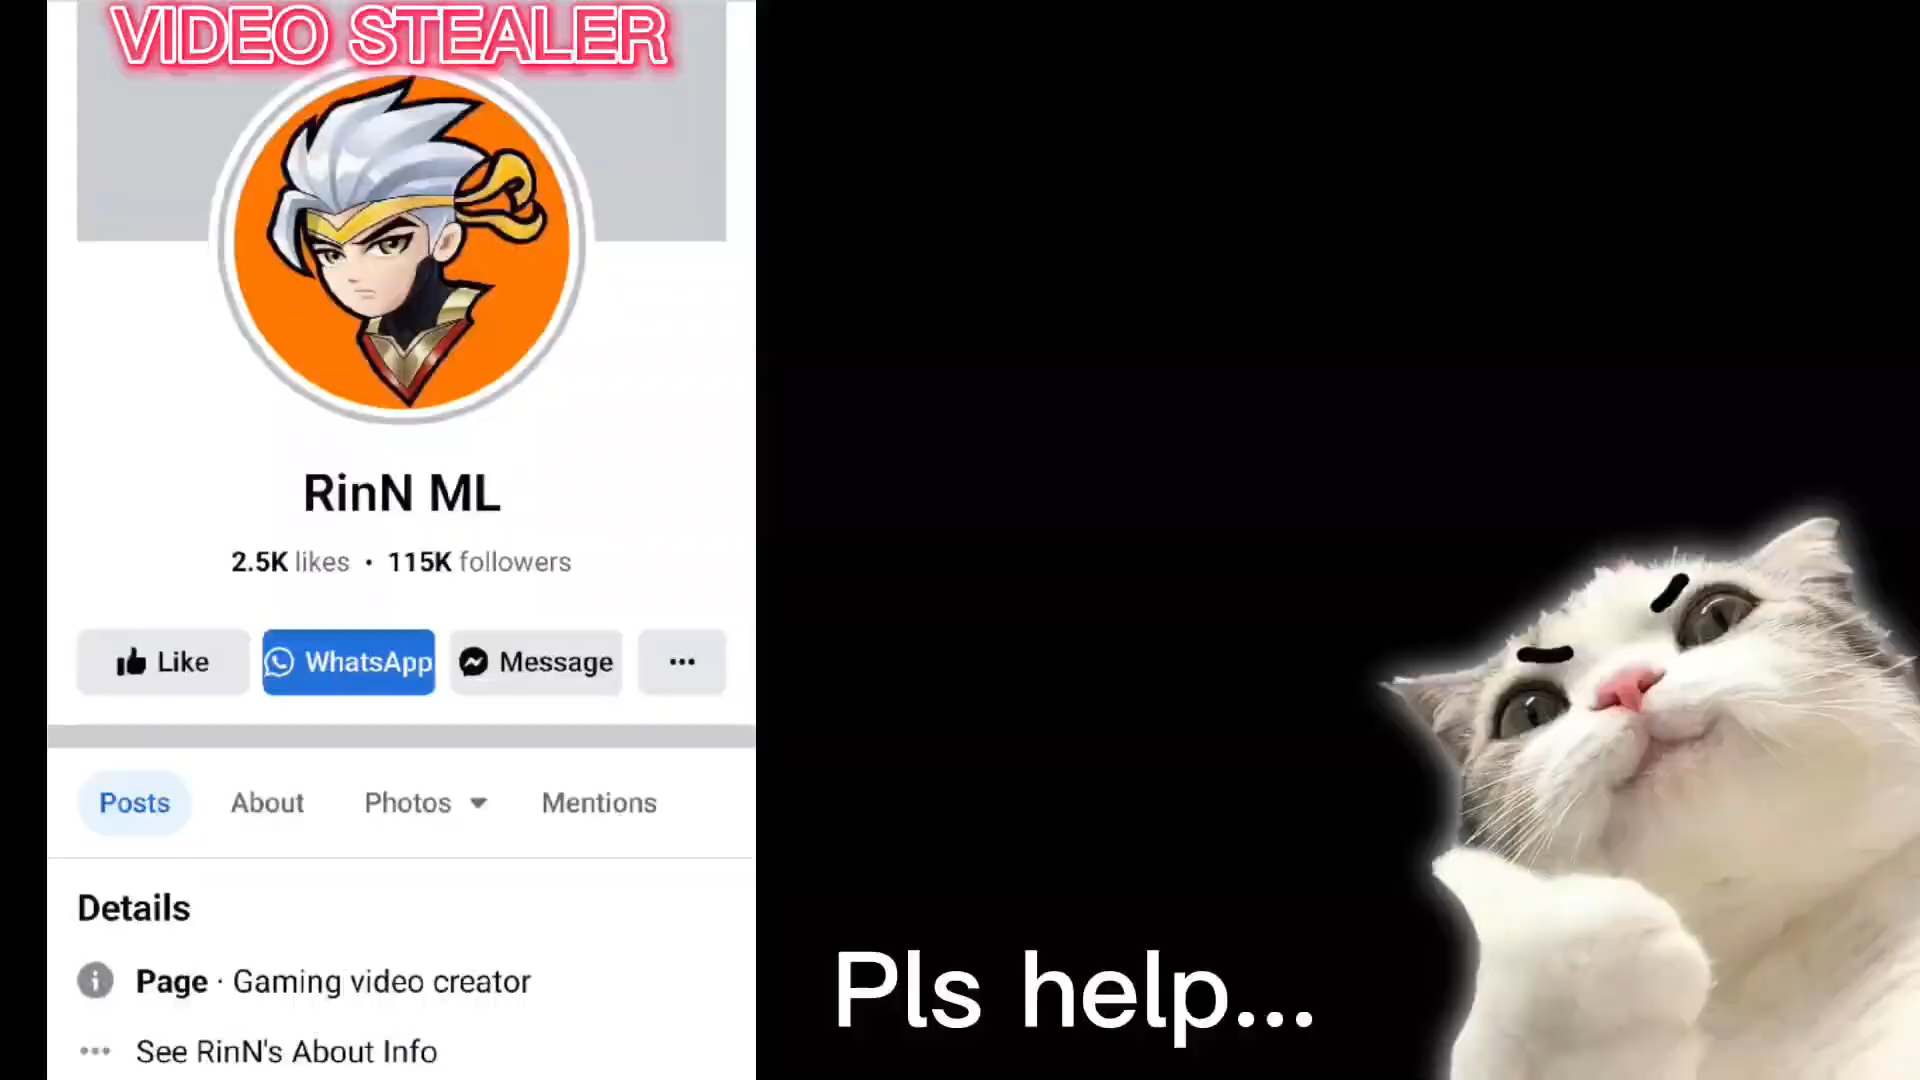 VIDEO STEALER
RinN ML
2.5K likes · 115K followers
Like
WhatsApp
Message
Posts
About
Photos
Mentions
Details
Page · Gaming video creator
See RinN's About Info
Pls help...